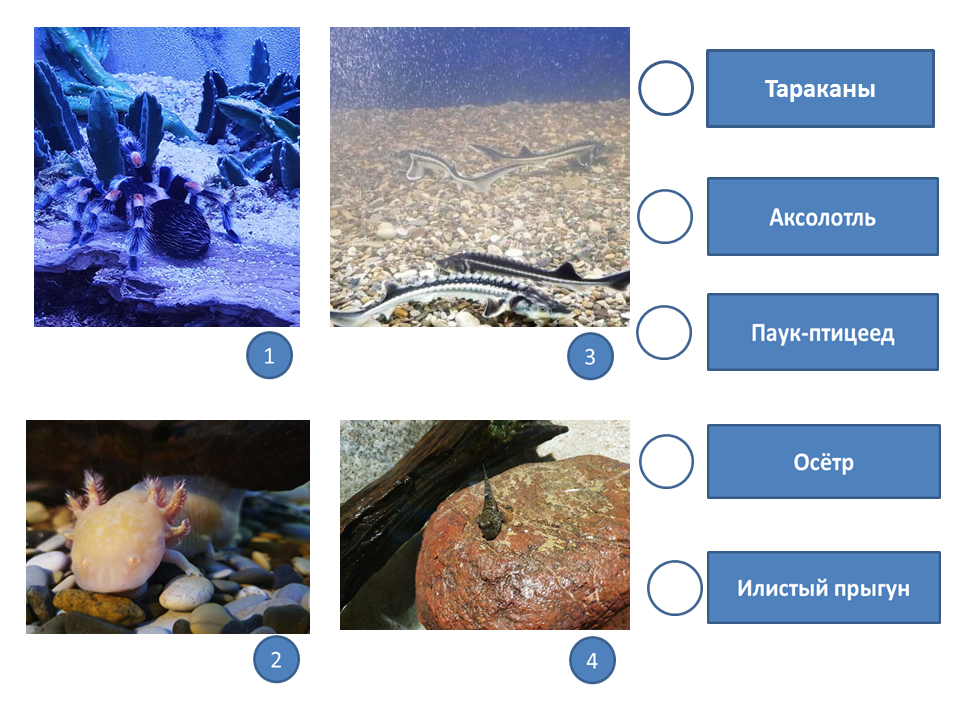 Тараканы
Аксолотль
Паук-птицеед
1
3
Осётр
Илистый прыгун
2
4